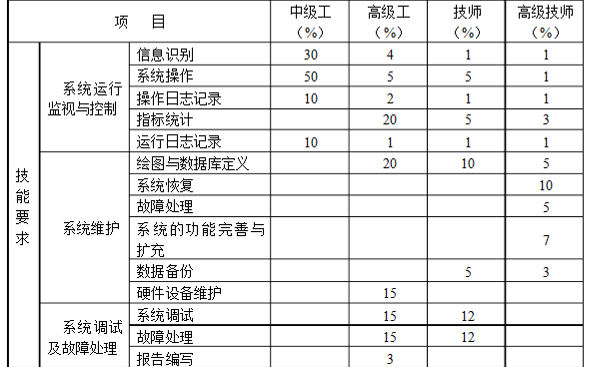 项 目 中级工（%） 高级工（%） 技师（%） 高级技师（%）
技能要求
系统运行监视与控制
信息识别 30 4 1 1
系统操作 50 5 5 1
操作日志记录 10 2 1 1
指标统计 20 5 3
运行日志记录 10 1 1 1
系统维护
绘图与数据库定义 20 10 5
系统恢复 10
故障处理 5
系统的功能完善与扩充 7
数据备份 5 3
硬件设备维护 15
系统调试及故障处理
系统调试 15 12
故障处理 15 12
报告编写 3